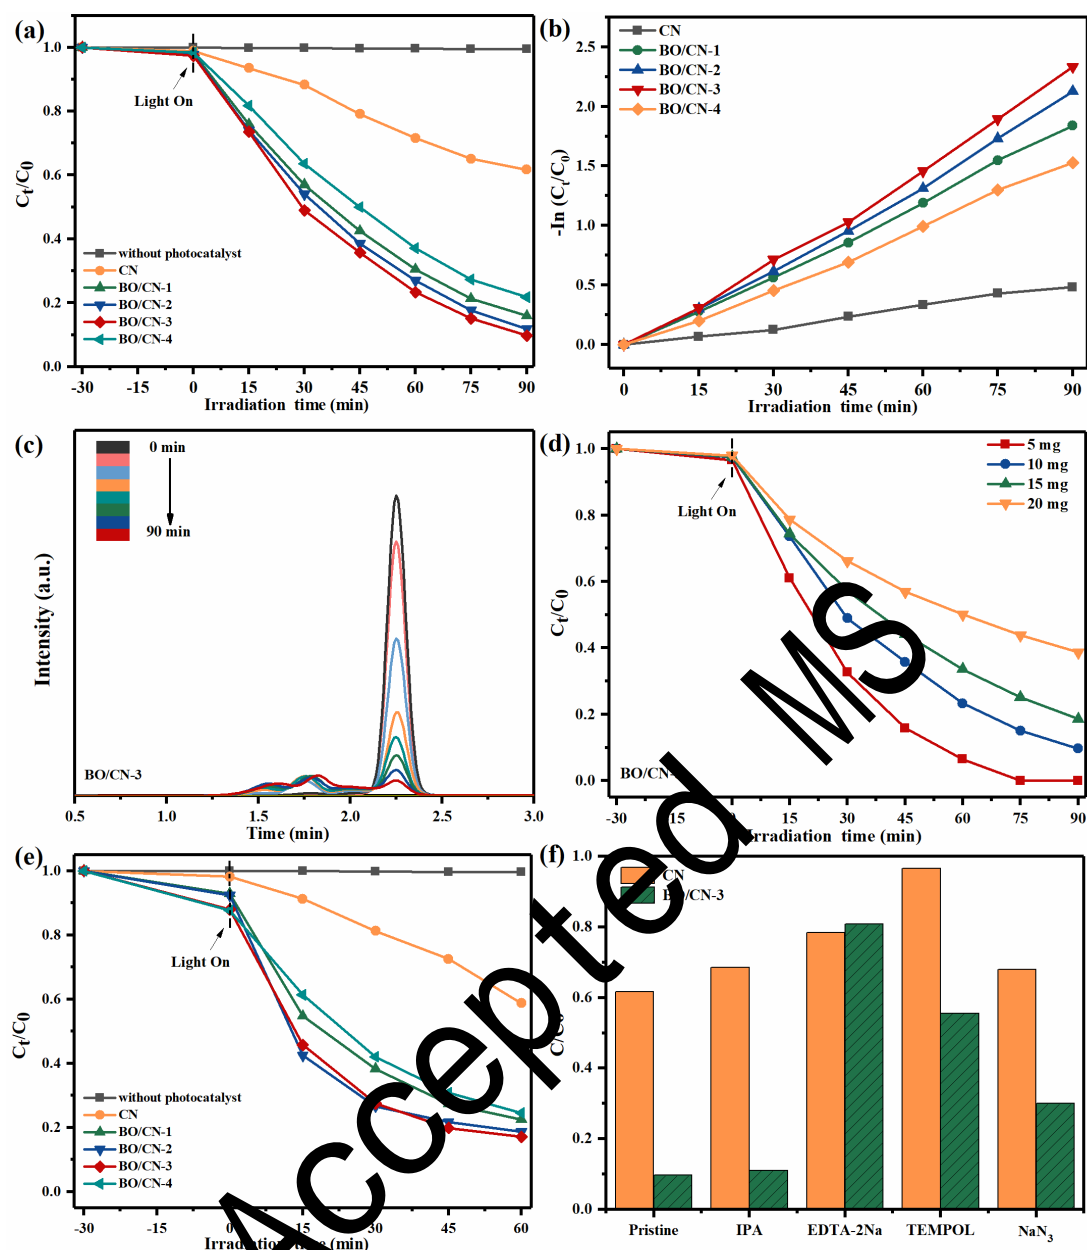 (a)
1.0
0.8
0.6
0.4
0.2
0.0
Ct/C0
Light On
without photocatalyst
CN
BO/CN-1
BO/CN-2
BO/CN-3
BO/CN-4
-30 -15 0 15 30 45 60 75 90
Irradiation time (min)
(b)
2.5
2.0
1.5
1.0
0.5
0.0
-In (Ct/C0)
CN
BO/CN-1
BO/CN-2
BO/CN-3
BO/CN-4
0 15 30 45 60 75 90
Irradiation time (min)
(c)
0 min
90 min
Intensity (a.u.)
BO/CN-3
0.5 1.0 1.5 2.0 2.5 3.0
Time (min)
(d)
1.0
0.8
0.6
0.4
0.2
0.0
Ct/C0
Light On
5 mg
10 mg
15 mg
20 mg
-30 -15 0 15 30 45 60 75 90
Irradiation time (min)
(e)
1.0
0.8
0.6
0.4
0.2
0.0
Ct/C0
Light On
without photocatalyst
CN
BO/CN-1
BO/CN-2
BO/CN-3
BO/CN-4
-30 -15 0 15 30 45 60
Irradiation time (min)
(f)
1.0
0.8
0.6
0.4
0.2
0.0
C/C0
CN
BO/CN-3
Pristine IPA EDTA-2Na TEMPOL NaN3
Accepted MS